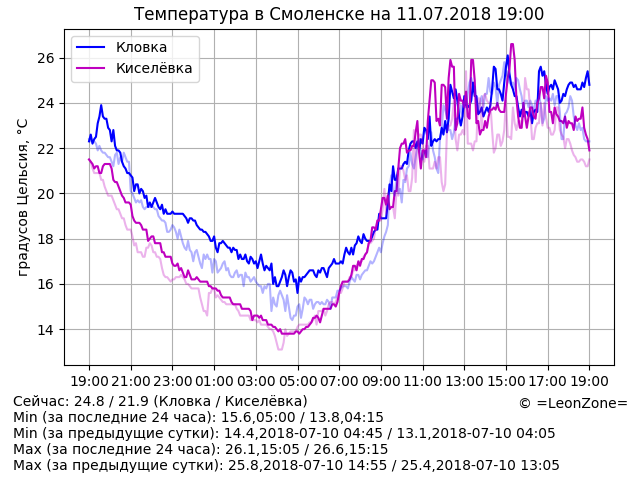 Температура в Смоленске на 11.07.2018 19:00
Кловка
Киселёвка
градусов Цельсия, °C
26
24
22
20
18
16
14
19:00 21:00 23:00 01:00 03:00 05:00 07:00 09:00 11:00 13:00 15:00 17:00 19:00
Сейчас: 24.8 / 21.9 (Кловка / Киселёвка)
© =LeonZone=
Min (за последние 24 часа): 15.6,05:00 / 13.8,04:15
Min (за предыдущие сутки): 14.4,2018-07-10 04:45 / 13.1,2018-07-10 04:05
Max (за последние 24 часа): 26.1,15:05 / 26.6,15:15
Max (за предыдущие сутки): 25.8,2018-07-10 14:55 / 25.4,2018-07-10 13:05